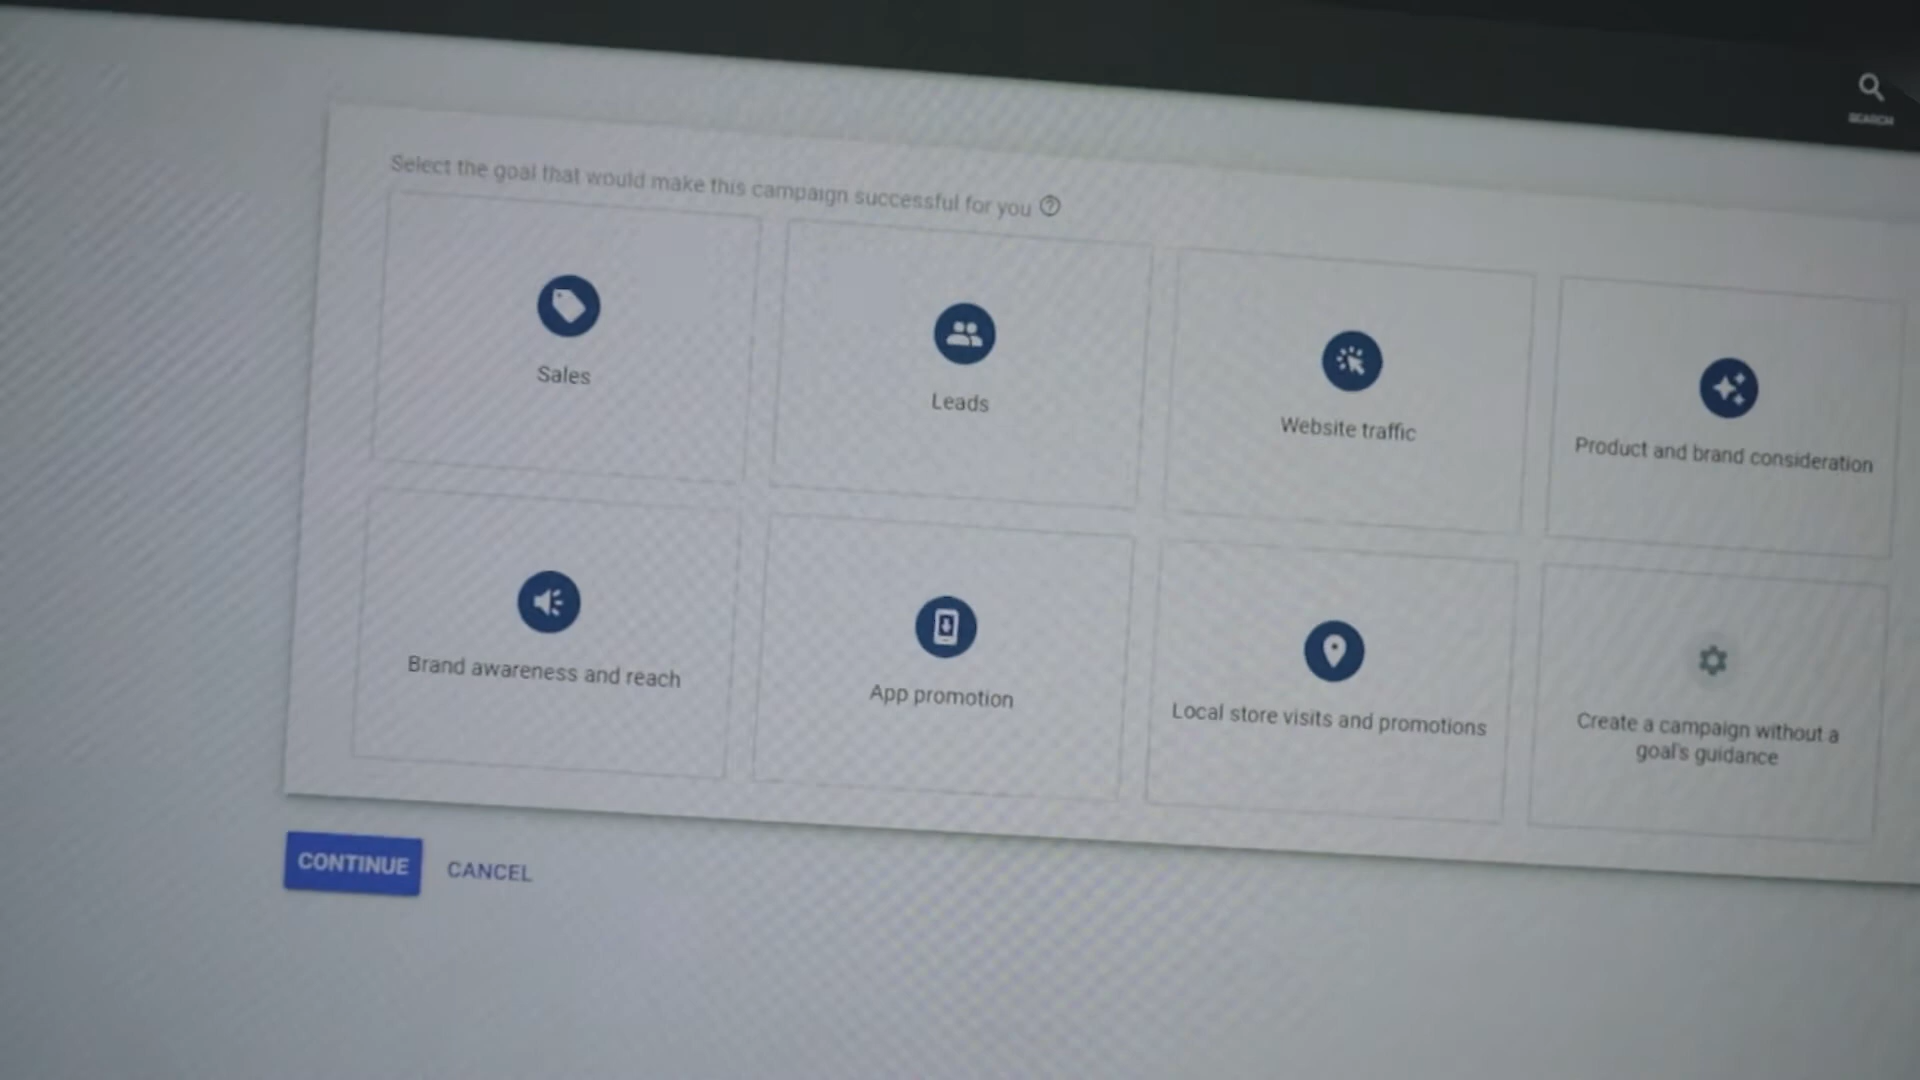 SEARCH
Select the goal that would make this campaign successful for you
Sales
Leads
Website traffic
Product and brand consideration
Brand awareness and reach
App promotion
Local store visits and promotions
Create a campaign without a
goal's guidance
CONTINUE
CANCEL